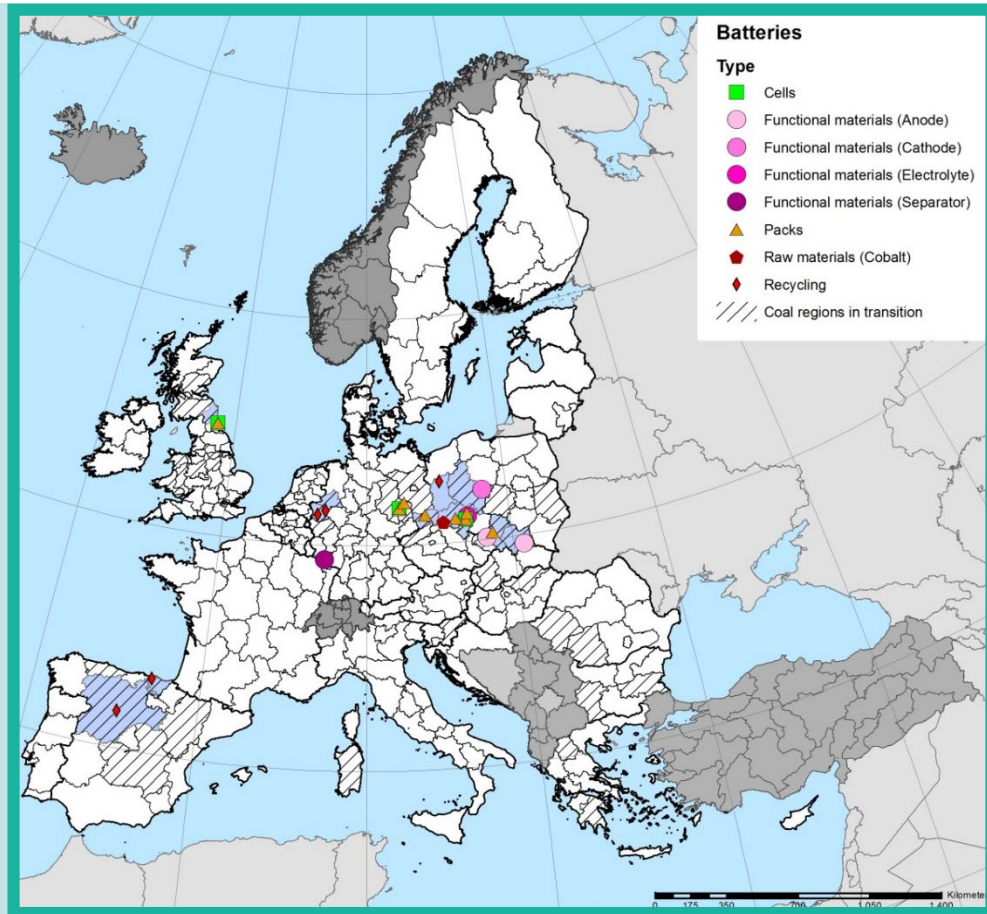 Batteries
Type
Cells
Functional materials (Anode)
Functional materials (Cathode)
Functional materials (Electrolyte)
Functional materials (Separator)
Packs
Raw materials (Cobalt)
Recycling
Coal regions in transition
Kilomete
0 175 350 700 1,050 1,400